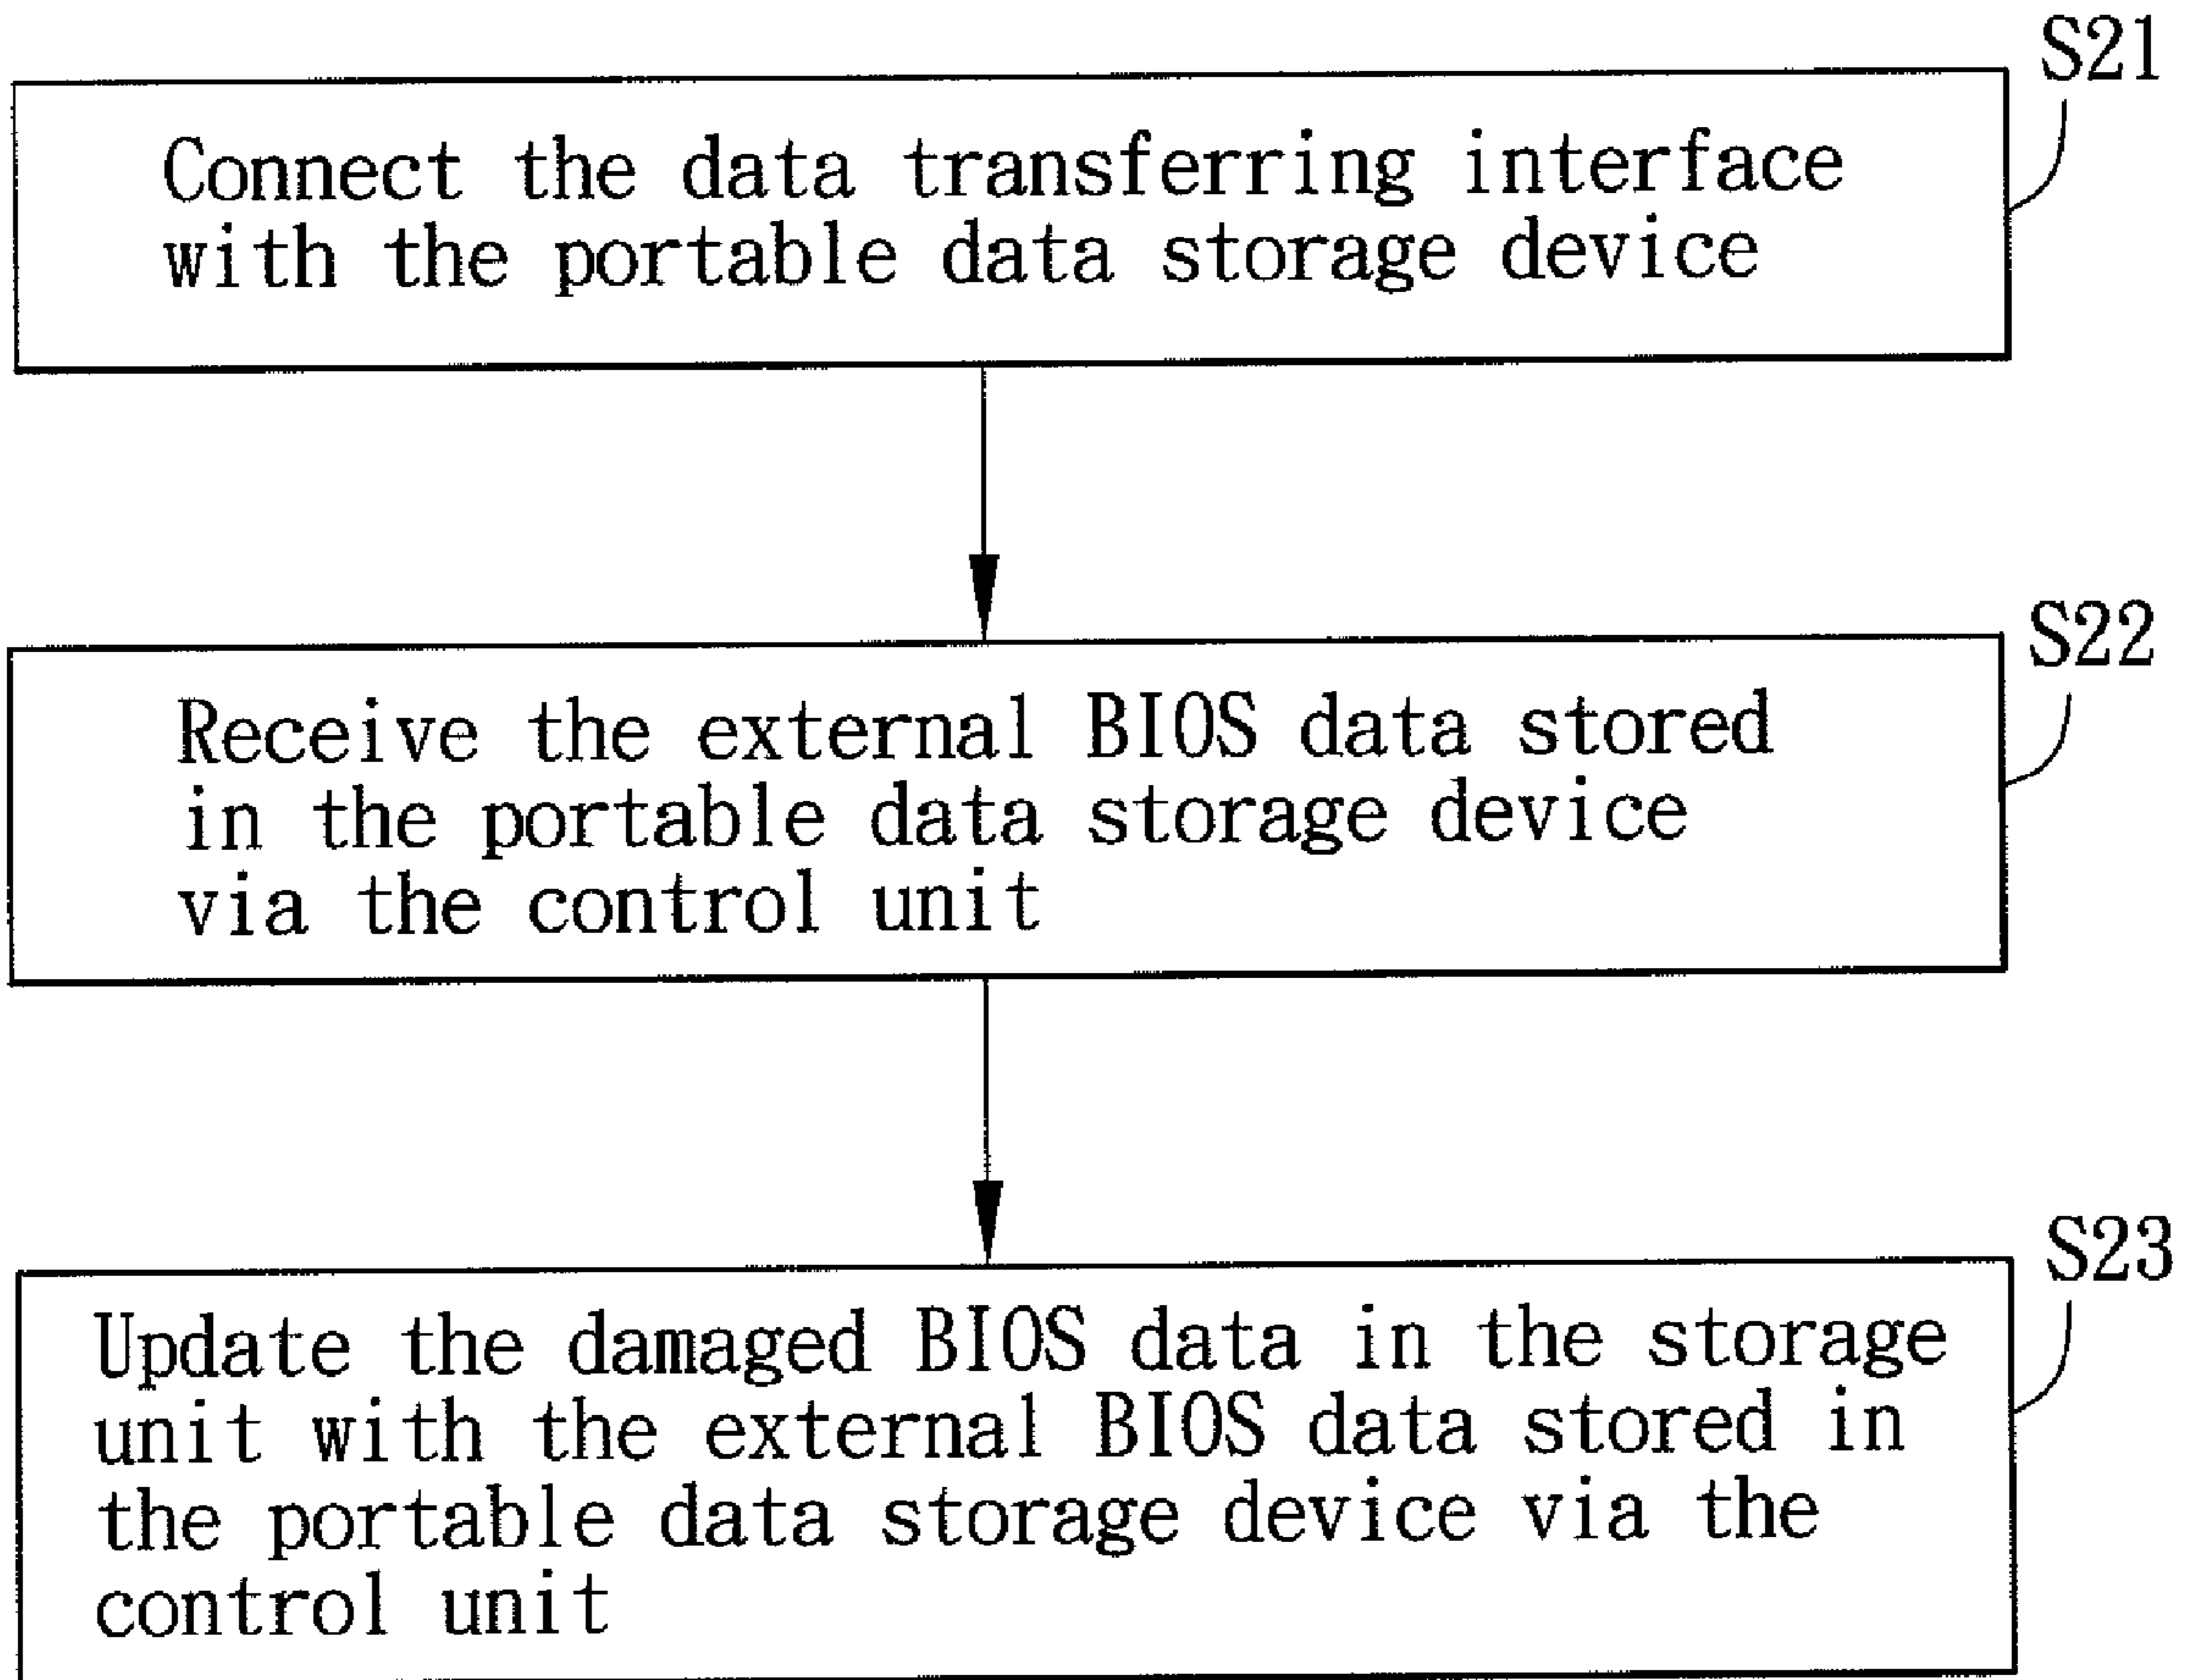 S21
Connect the data transferring interface
with the portable data storage device
S22
Receive the external BIOS data stored
in the portable data storage device
via the control unit
S23
Update the damaged BIOS data in the storage
unit with the external BIOS data stored in
the portable data storage device via the
control unit